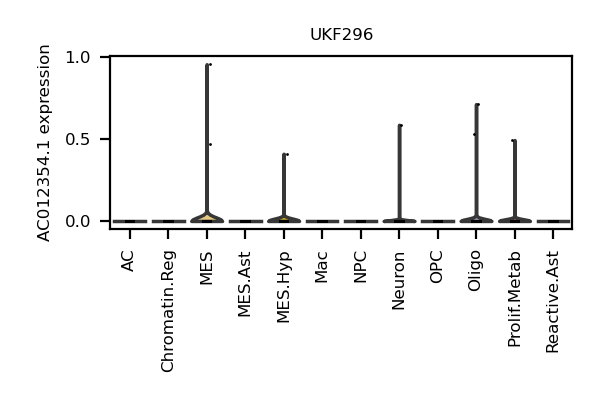 UKF296
AC012354.1 expression
1.0
0.5
0.0
AC
Chromatin.Reg
MES
MES.Ast
MES.Hyp
Mac
NPC
Neuron
OPC
Oligo
Prolif.Metab
Reactive.Ast